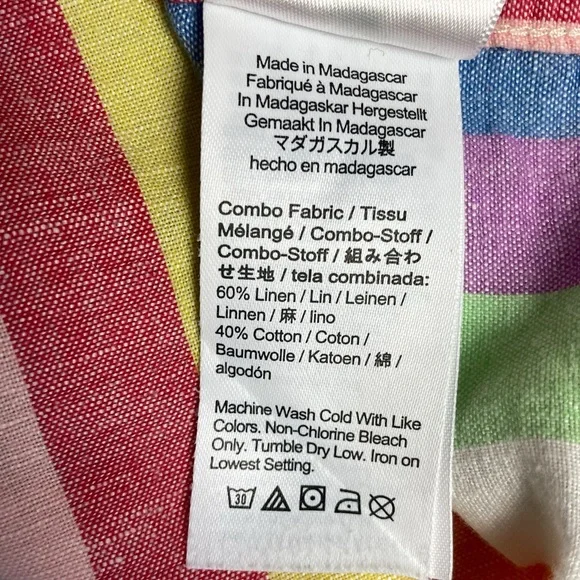 Made in Madagascar
Fabriqué à Madagascar
In Madagaskar Hergestellt
Gemaakt In Madagascar
マダガスカル製
hecho en madagascar
Combo Fabric / Tissu
Mélangé / Combo-Stoff /
Combo-Stoff / 組み合わ
せ生地 / tela combinada:
60% Linen / Lin / Leinen /
Linnen / 麻 / lino
40% Cotton / Coton /
Baumwolle / Katoen / 綿 /
algodón
Machine Wash Cold With Like
Colors. Non-Chlorine Bleach
Only. Tumble Dry Low. Iron on
Lowest Setting.
30